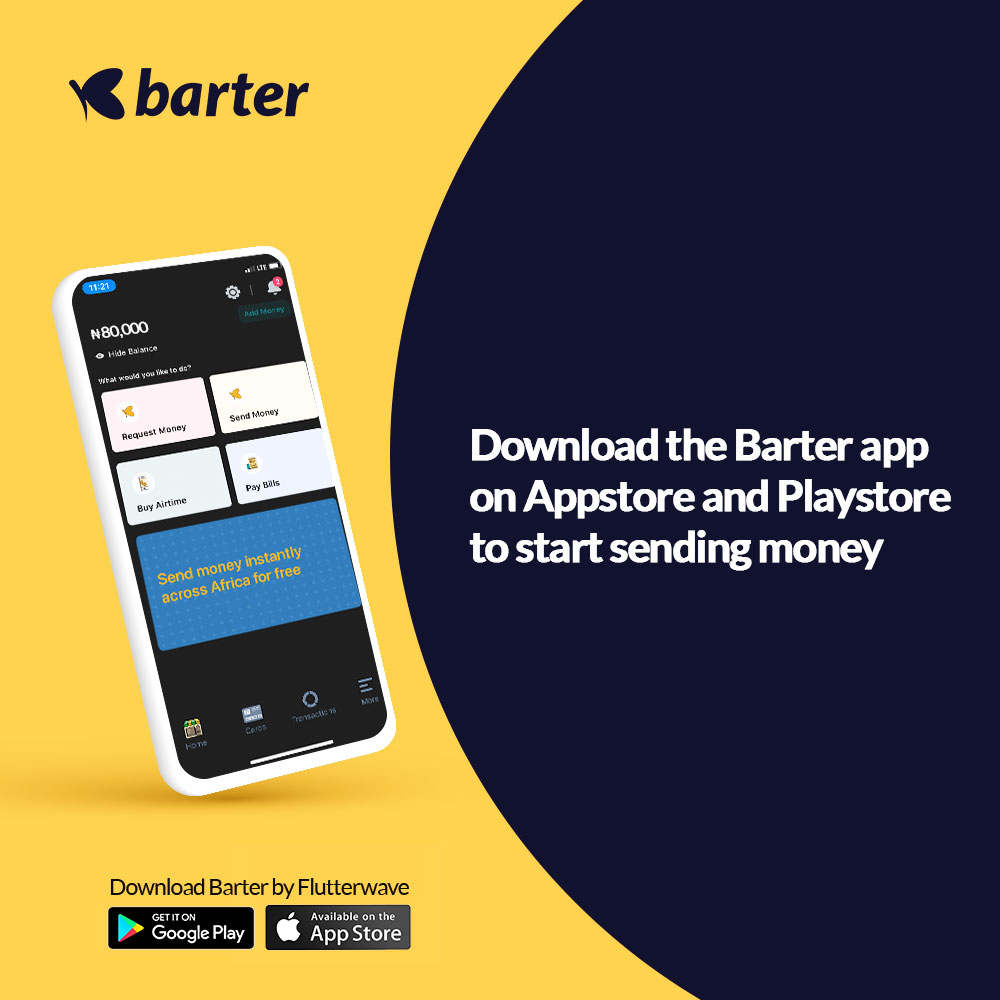 barter
11:21
LTE
2
Add Money
₦80,000
Hide Balance
What would you like to do?
Request Money
Send Money
Buy Airtime
Pay Bills
Send money instantly
across Africa for free
Home
Cards
Transactions
More
Download the Barter app
on Appstore and Playstore
to start sending money
Download Barter by Flutterwave
GET IT ON
Google Play
Available on the
App Store